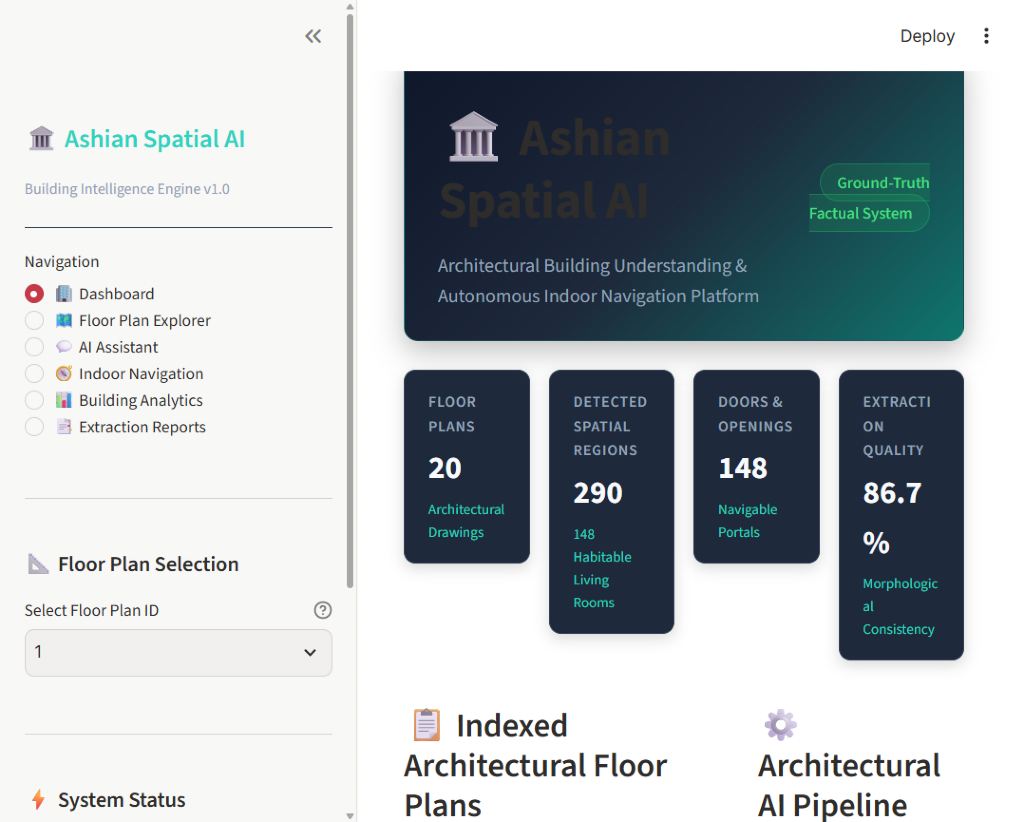 Deploy
Ashian Spatial AI
Building Intelligence Engine v1.0
Navigation
Dashboard
Floor Plan Explorer
AI Assistant
Indoor Navigation
Building Analytics
Extraction Reports
Floor Plan Selection
Select Floor Plan ID
1
System Status
Ashian
Spatial AI
Ground-Truth
Factual System
Architectural Building Understanding &
Autonomous Indoor Navigation Platform
FLOOR
PLANS
20
Architectural
Drawings
DETECTED
SPATIAL
REGIONS
290
148
Habitable
Living
Rooms
DOORS &
OPENINGS
148
Navigable
Portals
EXTRACTI
ON
QUALITY
86.7
%
Morphologic
al
Consistency
Indexed
Architectural Floor
Plans
Architectural
AI Pipeline